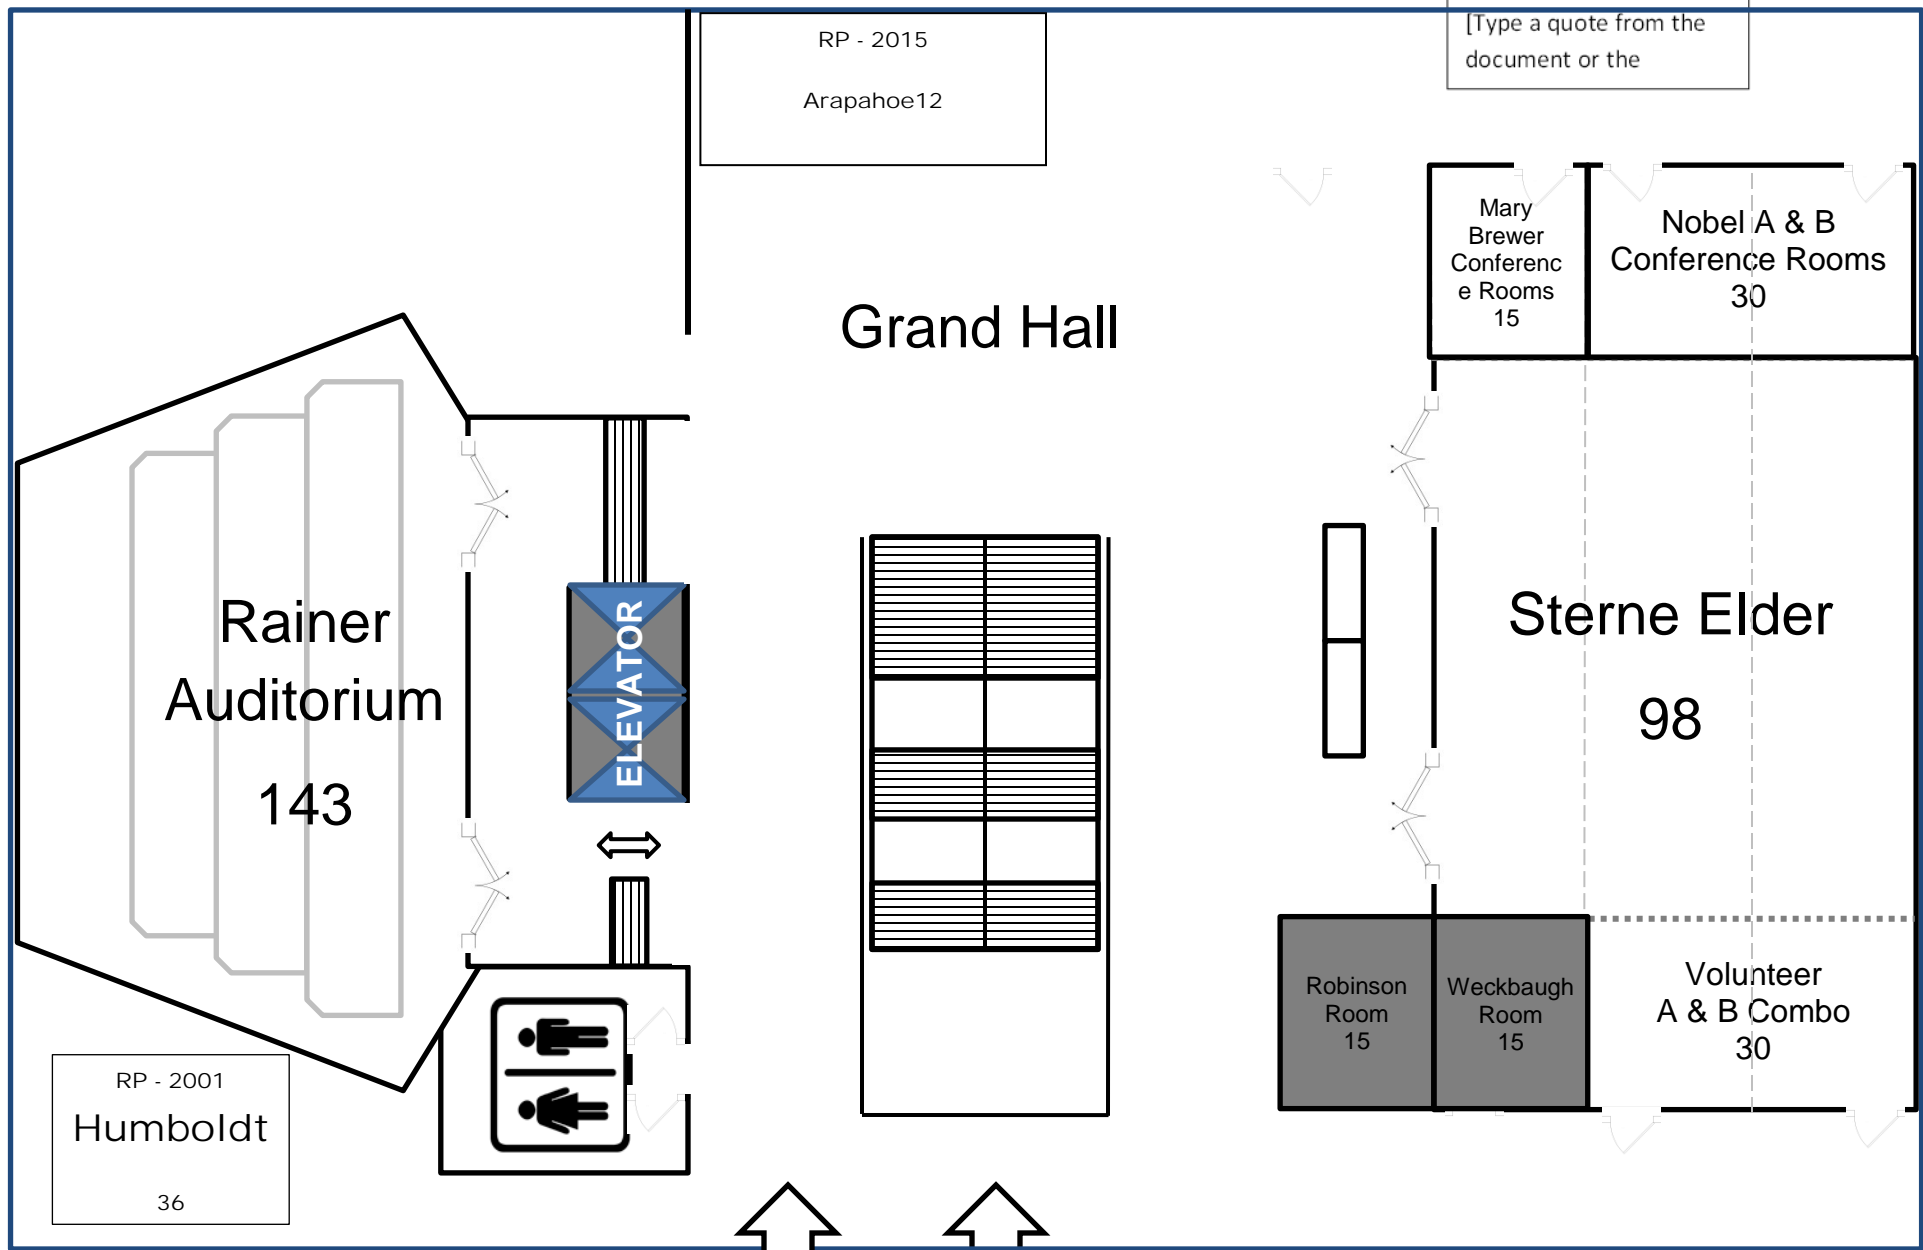 RP - 2015
Arapahoe12
[Type a quote from the
document or the
Mary
Brewer
Conferenc
e Rooms
15
Nobel A & B
Conference Rooms
30
Grand Hall
Rainer
Auditorium
143
ELEVATOR
Sterne Elder
98
Robinson
Room
15
Weckbaugh
Room
15
Volunteer
A & B Combo
30
RP - 2001
Humboldt
36